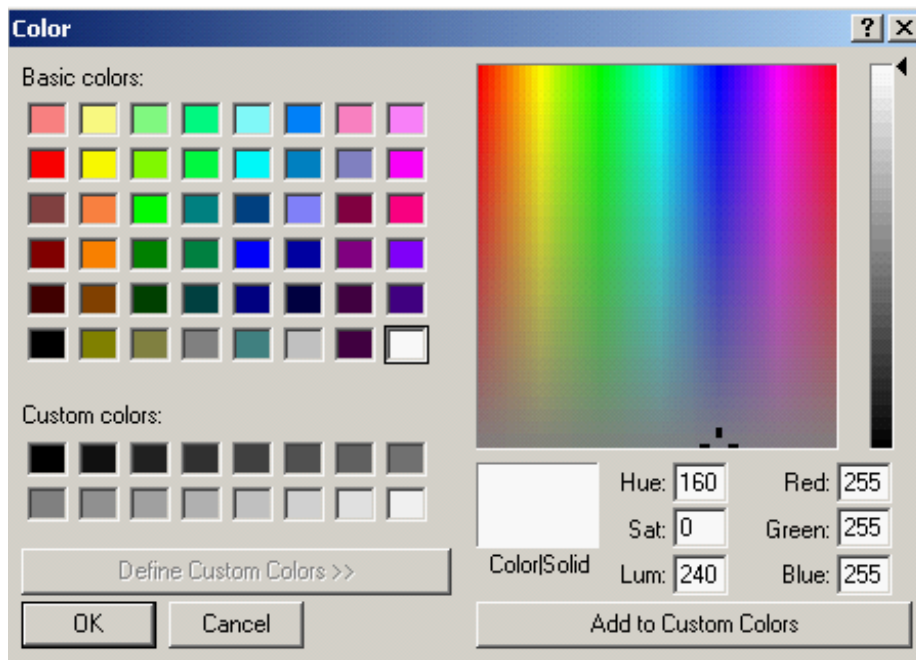 Color
Basic colors:
Custom colors:
Define Custom Colors >>
OK
Cancel
Color|Solid
Hue: 160
Sat: 0
Lum: 240
Red: 255
Green: 255
Blue: 255
Add to Custom Colors